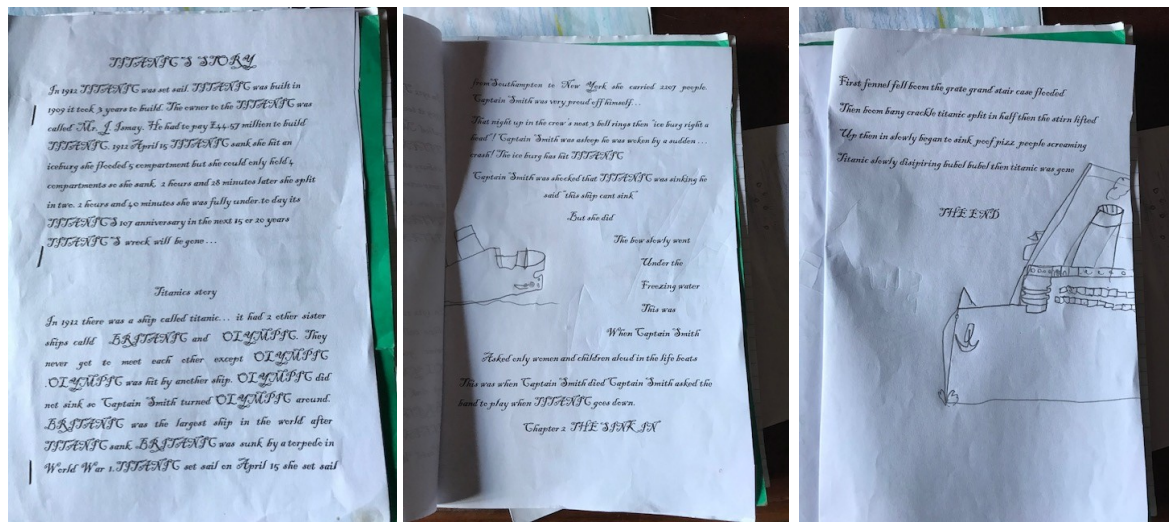 TITANIC'S STORY
In 1912 TITANIC was set sail. TITANIC was built in
1909 it took 3 years to build. The owner to the TITANIC was
called Mr. J. Ismay. He had to pay £44-57 million to build
TITANIC. 1912 April 15 TITANIC sank she hit an
iceburg she flooded 5 compartment but she could only hold 4
compartments so she sank. 2 hours and 28 minutes later she split
in two. 2 hours and 40 minutes she was fully under.to day its
TITANIC'S 107 anniversary in the next 15 er 20 years
TITANIC'S wreck will be gone...
Titanics story
In 1912 there was a ship called titanic... it had 2 other sister
ships calld BRITANIC and OLYMPIC. They
never get to meet each other except OLYMPIC
.OLYMPIC was hit by another ship. OLYMPIC did
not sink so Captain Smith turned OLYMPIC around.
BRITANIC was the largest ship in the world after
TITANIC sank BRITANIC was sunk by a torpedo in
World War 1.TITANIC set sail on April 15 she set sail
from Southampton to New York she carried 2207 people.
Captain Smith was very proud off himself...
That night up in the crow's nest 3 bell rings then "ice burg right a
head"! Captain Smith was asleep he was woken by a sudden...
crash! The ice burg has hit TITANIC
Captain Smith was shocked that TITANIC was sinking he
said "this ship cant sink"
But she did
The bow slowly went
Under the
Freezing water
This was
When Captain Smith
Asked only women and children aloud in the life boats
This was when Captain Smith died Captain Smith asked the
band to play when TITANIC goes down.
Chapter 2 THE SINK IN
First fennel fell boom the grate grand stair case flooded
Then boom bang crackle titanic split in half then the stirn lifted
Up then in slowly began to sink poof pizz people screaming
Titanic slowly disipiring bubel bubel then titanic was gone
THE END